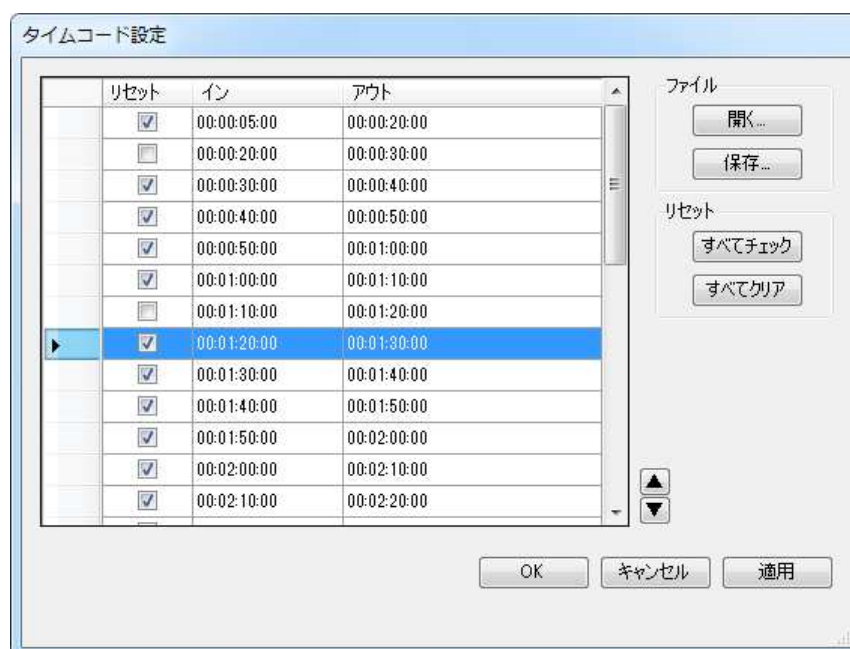 タイムコード設定
リセット イン アウト
00:00:05:00 00:00:20:00
00:00:20:00 00:00:30:00
00:00:30:00 00:00:40:00
00:00:40:00 00:00:50:00
00:00:50:00 00:01:00:00
00:01:00:00 00:01:10:00
00:01:10:00 00:01:20:00
00:01:20:00 00:01:30:00
00:01:30:00 00:01:40:00
00:01:40:00 00:01:50:00
00:01:50:00 00:02:00:00
00:02:00:00 00:02:10:00
00:02:10:00 00:02:20:00
ファイル
開く...
保存...
リセット
すべてチェック
すべてクリア
OK キャンセル 適用